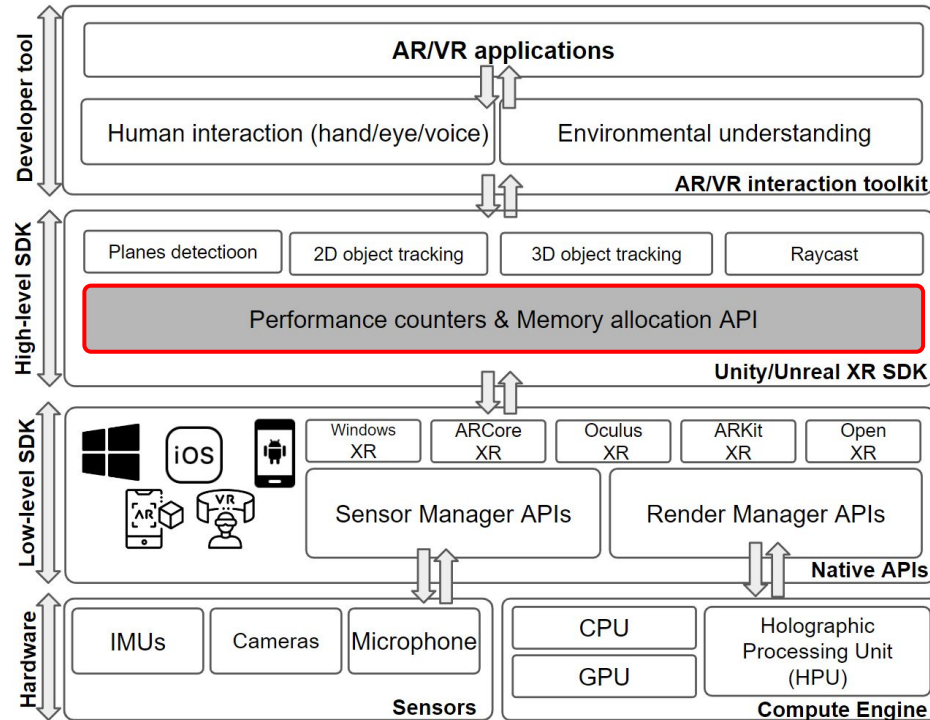 Developer tool
AR/VR applications
Human interaction (hand/eye/voice)
Environmental understanding
AR/VR interaction toolkit
High-level SDK
Planes detectioon
2D object tracking
3D object tracking
Raycast
Performance counters & Memory allocation API
Unity/Unreal XR SDK
Low-level SDK
iOS
AR
VR
Windows
XR
ARCore
XR
Oculus
XR
ARKit
XR
Open
XR
Sensor Manager APIs
Render Manager APIs
Native APIs
Hardware
IMUs
Cameras
Microphone
Sensors
CPU
GPU
Holographic
Processing Unit
(HPU)
Compute Engine